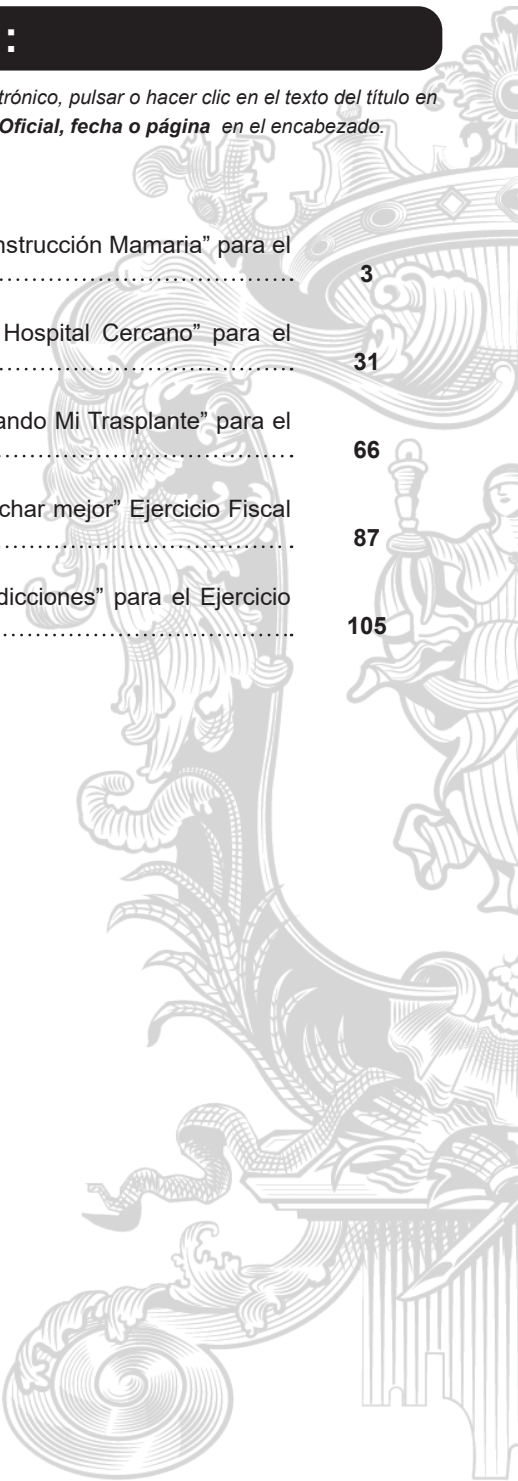 :
trónico, pulsar o hacer clic en el texto del título en
Oficial, fecha o página en el encabezado.
nstrucción Mamaria” para el
........................................................ 3
Hospital Cercano” para el
........................................................ 31
ando Mi Trasplante” para el
........................................................ 66
char mejor” Ejercicio Fiscal
........................................................ 87
dicciones” para el Ejercicio
........................................................ 105